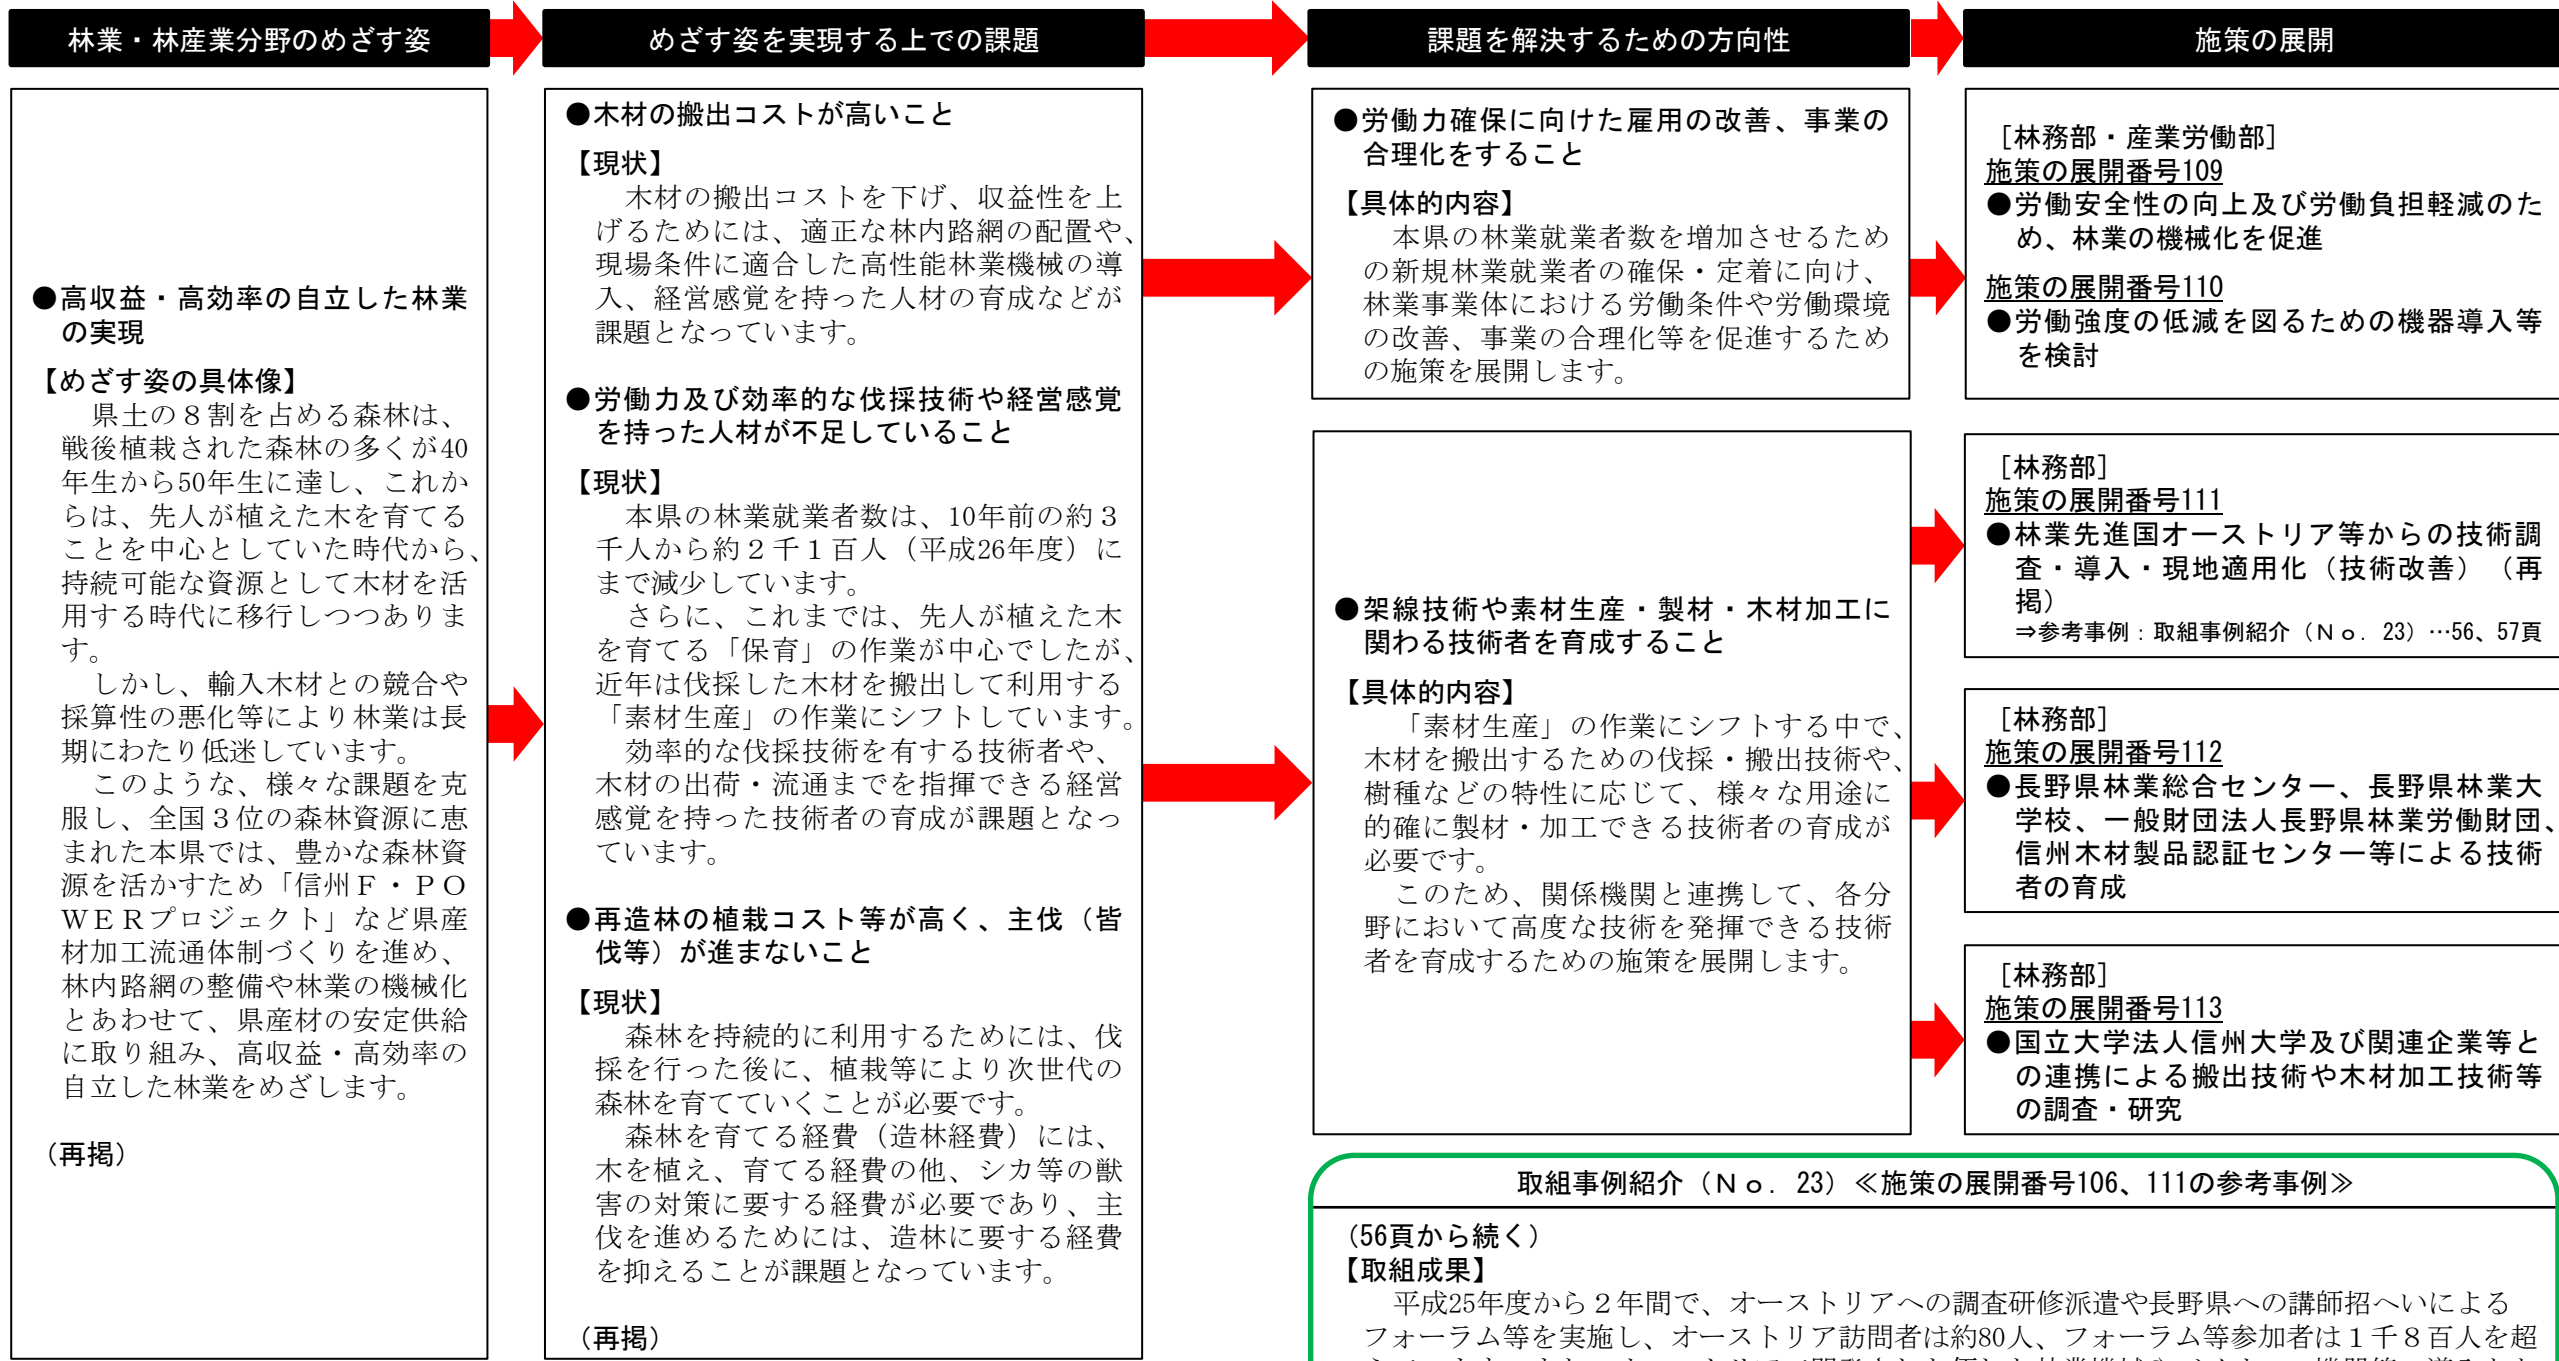 林業・林産業分野のめざす姿
めざす姿を実現する上での課題
課題を解決するための方向性
施策の展開
●高収益・高効率の自立した林業
の実現
【めざす姿の具体像】
県土の８割を占める森林は、
戦後植栽された森林の多くが40
年生から50年生に達し、これか
らは、先人が植えた木を育てる
ことを中心としていた時代から、
持続可能な資源として木材を活
用する時代に移行しつつありま
す。
しかし、輸入木材との競合や
採算性の悪化等により林業は長
期にわたり低迷しています。
このような、様々な課題を克
服し、全国３位の森林資源に恵
まれた本県では、豊かな森林資
源を活かすため「信州Ｆ・ＰＯ
ＷＥＲプロジェクト」など県産
材加工流通体制づくりを進め、
林内路網の整備や林業の機械化
とあわせて、県産材の安定供給
に取り組み、高収益・高効率の
自立した林業をめざします。
（再掲）
●木材の搬出コストが高いこと
【現状】
木材の搬出コストを下げ、収益性を上
げるためには、適正な林内路網の配置や、
現場条件に適合した高性能林業機械の導
入、経営感覚を持った人材の育成などが
課題となっています。
●労働力及び効率的な伐採技術や経営感覚
を持った人材が不足していること
【現状】
本県の林業就業者数は、10年前の約３
千人から約２千１百人（平成26年度）に
まで減少しています。
さらに、これまでは、先人が植えた木
を育てる「保育」の作業が中心でしたが、
近年は伐採した木材を搬出して利用する
「素材生産」の作業にシフトしています。
効率的な伐採技術を有する技術者や、
木材の出荷・流通までを指揮できる経営
感覚を持った技術者の育成が課題となっ
ています。
●再造林の植栽コスト等が高く、主伐（皆
伐等）が進まないこと
【現状】
森林を持続的に利用するためには、伐
採を行った後に、植栽等により次世代の
森林を育てていくことが必要です。
森林を育てる経費（造林経費）には、
木を植え、育てる経費の他、シカ等の獣
害の対策に要する経費が必要であり、主
伐を進めるためには、造林に要する経費
を抑えることが課題となっています。
（再掲）
●労働力確保に向けた雇用の改善、事業の
合理化をすること
【具体的内容】
本県の林業就業者数を増加させるため
の新規林業就業者の確保・定着に向け、
林業事業体における労働条件や労働環境
の改善、事業の合理化等を促進するため
の施策を展開します。
●架線技術や素材生産・製材・木材加工に
関わる技術者を育成すること
【具体的内容】
「素材生産」の作業にシフトする中で、
木材を搬出するための伐採・搬出技術や、
樹種などの特性に応じて、様々な用途に
的確に製材・加工できる技術者の育成が
必要です。
このため、関係機関と連携して、各分
野において高度な技術を発揮できる技術
者を育成するための施策を展開します。
［林務部・産業労働部］
施策の展開番号109
●労働安全性の向上及び労働負担軽減のた
め、林業の機械化を促進
施策の展開番号110
●労働強度の低減を図るための機器導入等
を検討
［林務部］
施策の展開番号111
●林業先進国オーストリア等からの技術調
査・導入・現地適用化（技術改善）（再
掲）
⇒参考事例：取組事例紹介（Ｎｏ．23）…56、57頁
［林務部］
施策の展開番号112
●長野県林業総合センター、長野県林業大
学校、一般財団法人長野県林業労働財団、
信州木材製品認証センター等による技術
者の育成
［林務部］
施策の展開番号113
●国立大学法人信州大学及び関連企業等と
の連携による搬出技術や木材加工技術等
の調査・研究
取組事例紹介（Ｎｏ．23）≪施策の展開番号106、111の参考事例≫
（56頁から続く）
【取組成果】
平成25年度から２年間で、オーストリアへの調査研修派遣や長野県への講師招へいによる
フォーラム等を実施し、オーストリア訪問者は約80人、フォーラム等参加者は１千８百人を超